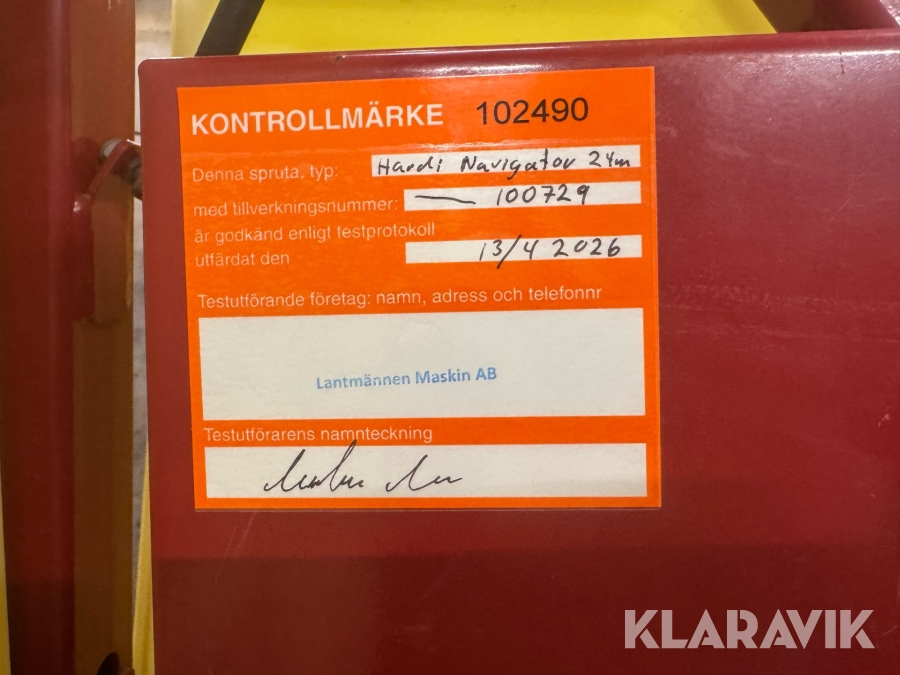 KONTROLLMÄRKE 102490
Denna spruta, typ: Hardi Navigator 24m
med tillverkningsnummer: — 100729
är godkänd enligt testprotokoll
utfärdat den 13/4 2026
Testutförande företag: namn, adress och telefonnr
Lantmännen Maskin AB
Testutförarens namnteckning
KLARAVIK